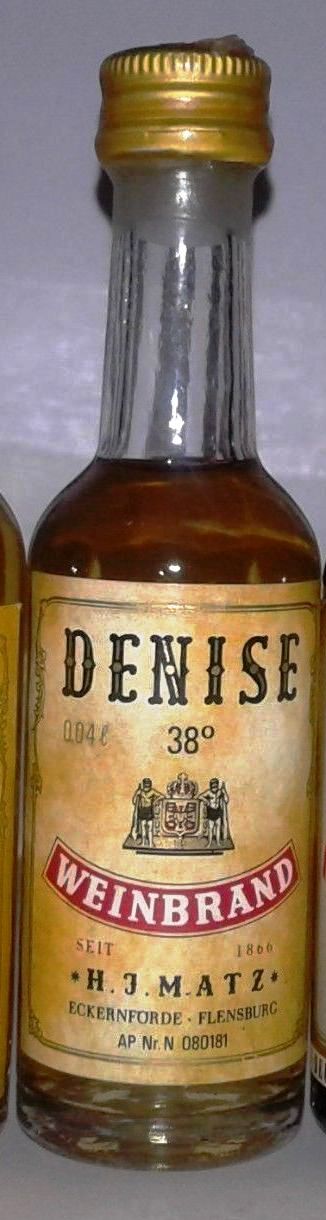 DENISE
0,04 ℓ 38°
WEINBRAND
SEIT 1866
* H. J. MATZ *
ECKERNFÖRDE · FLENSBURG
AP Nr. N 080181